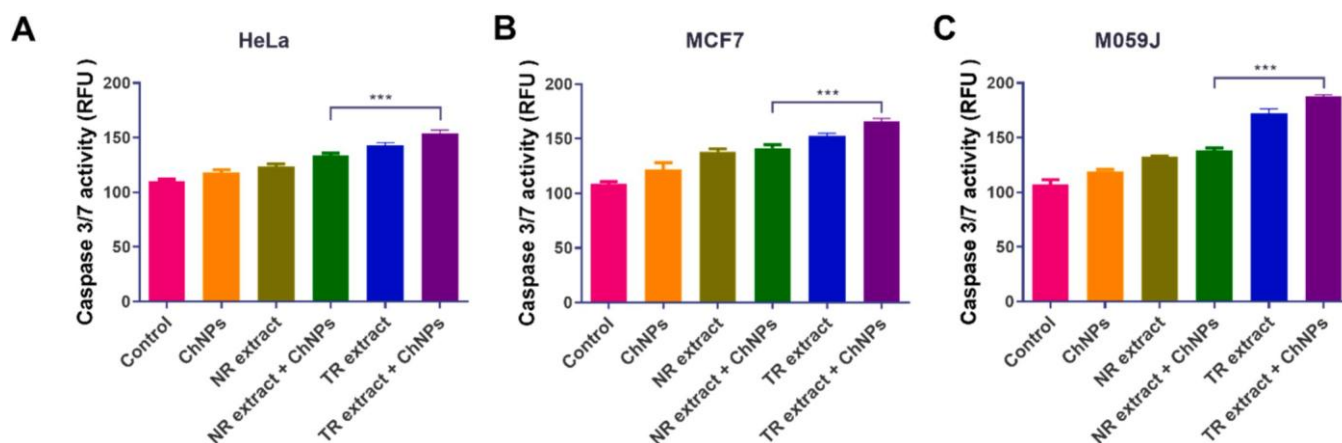 A
HeLa
Caspase 3/7 activity (RFU )
200
150
100
50
0
***
Control
ChNPs
NR extract
NR extract + ChNPs
TR extract
TR extract + ChNPs
B
MCF7
Caspase 3/7 activity (RFU )
200
150
100
50
0
***
Control
ChNPs
NR extract
NR extract + ChNPs
TR extract
TR extract + ChNPs
C
M059J
Caspase 3/7 activity (RFU )
200
150
100
50
0
***
Control
ChNPs
NR extract
NR extract + ChNPs
TR extract
TR extract + ChNPs